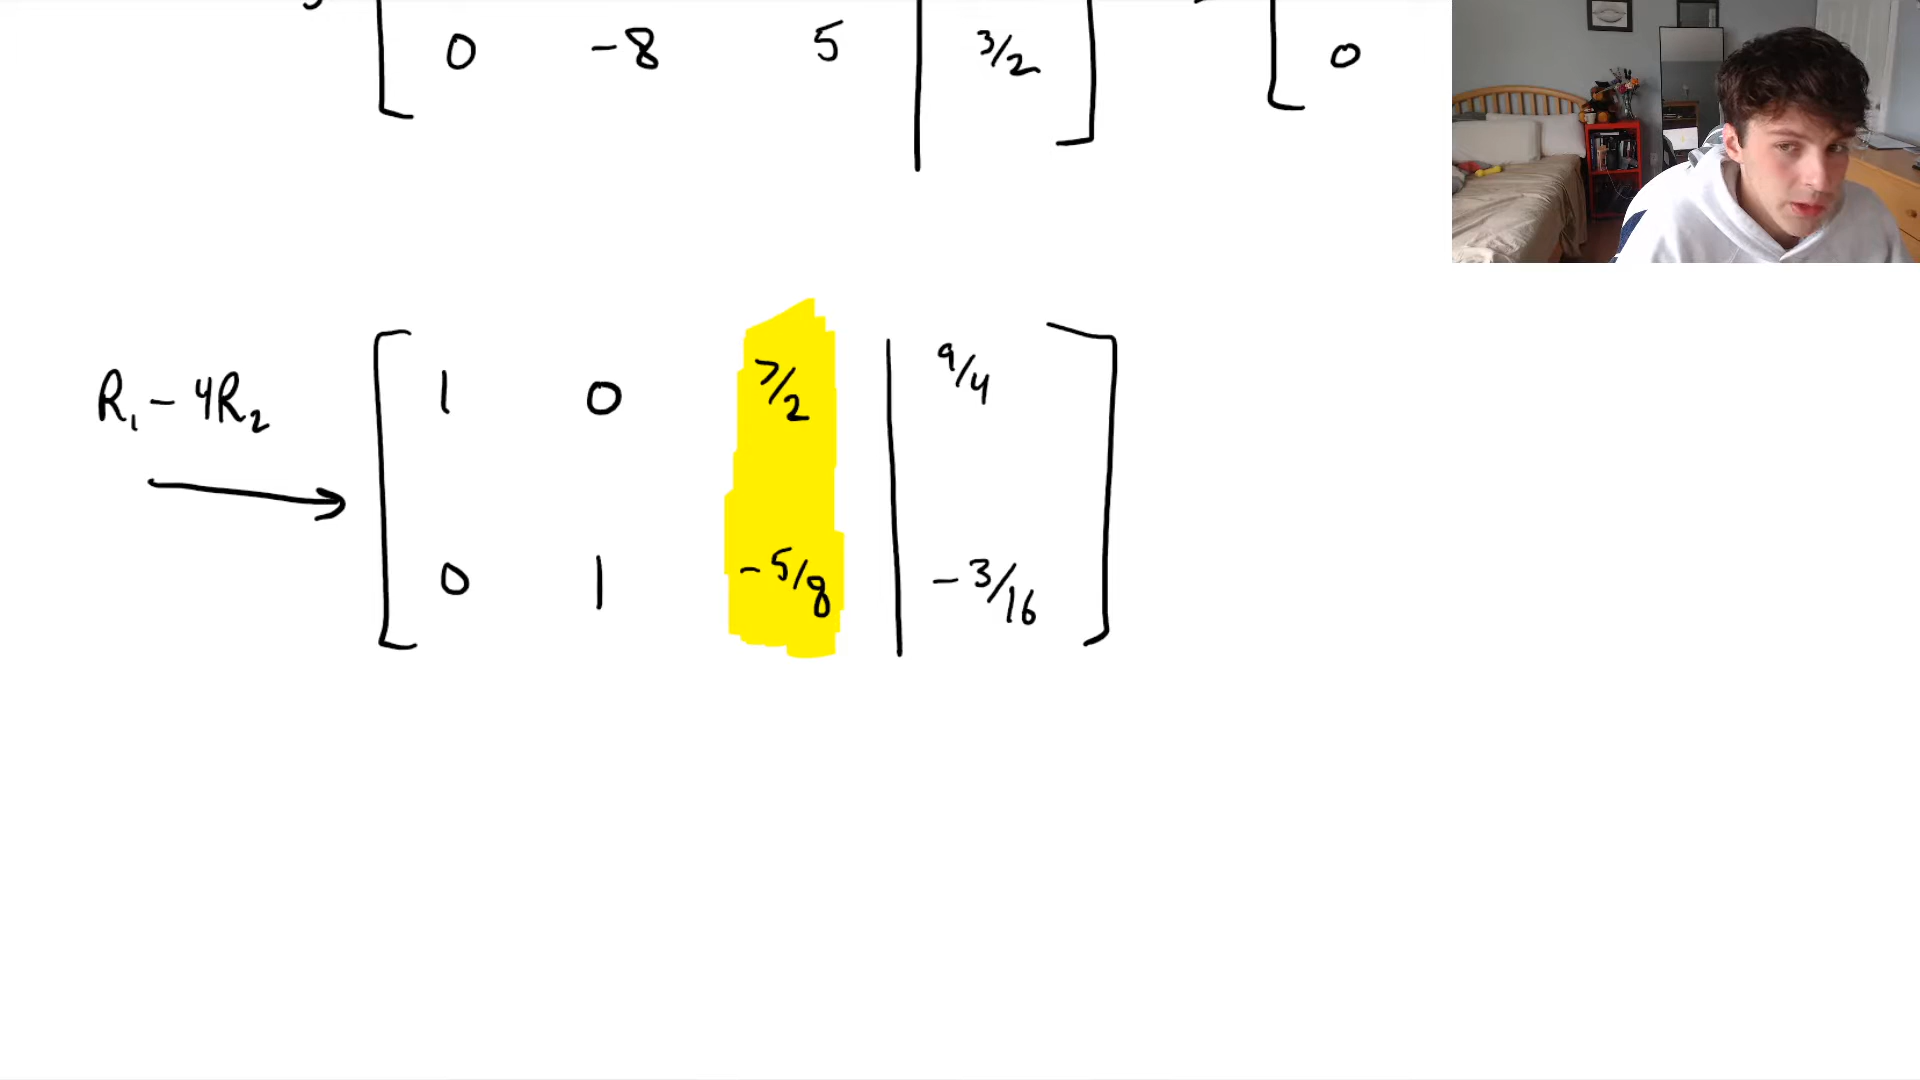 0 -8 5 3/2 0
R₁ - 4R₂
1 0 7/2 9/4
0 1 -5/8 -3/16